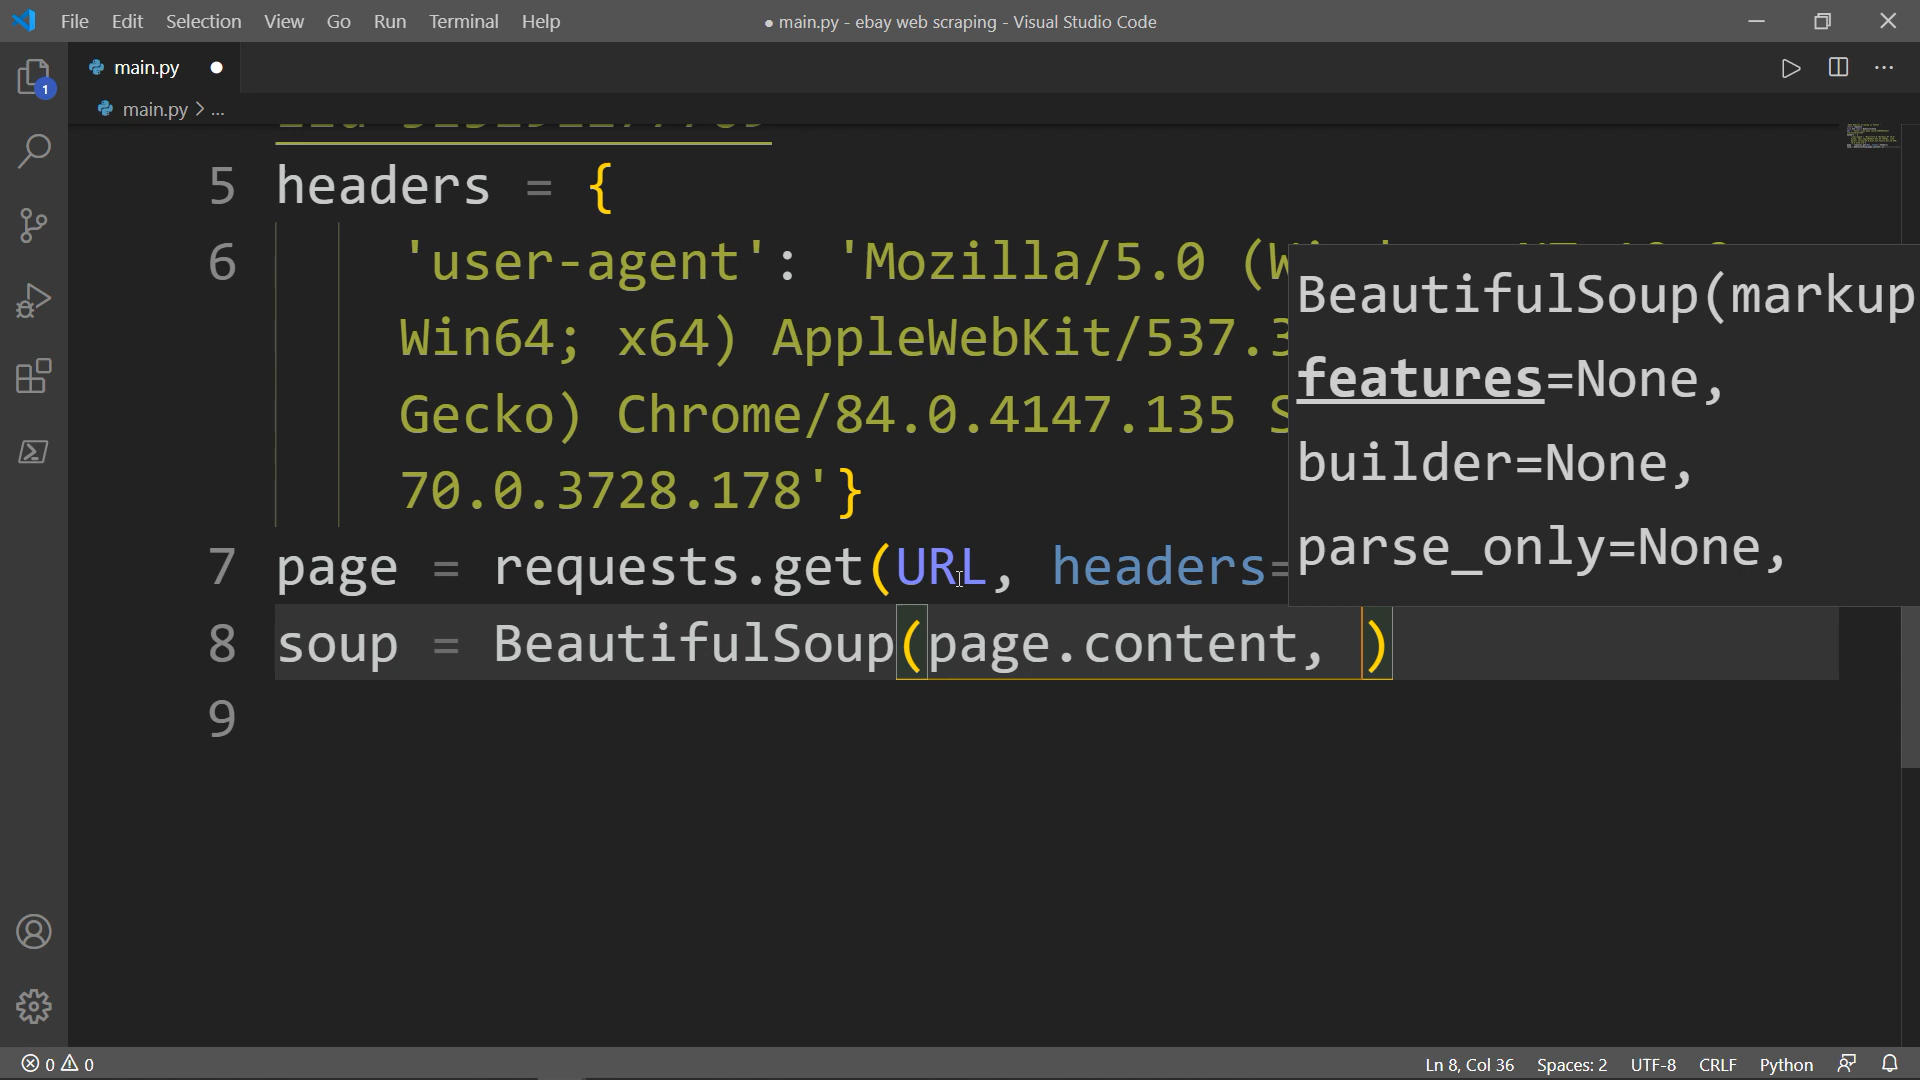 File Edit Selection View Go Run Terminal Help
● main.py - ebay web scraping - Visual Studio Code
1
main.py
main.py > ...
5 headers = {
6 'user-agent': 'Mozilla/5.0
Win64; x64) AppleWebKit/537.3
Gecko) Chrome/84.0.4147.135 S
70.0.3728.178'}
BeautifulSoup(markup
features=None,
builder=None,
parse_only=None,
7 page = requests.get(URL, headers=
8 soup = BeautifulSoup(page.content, )
9
0 0
Ln 8, Col 36 Spaces: 2 UTF-8 CRLF Python